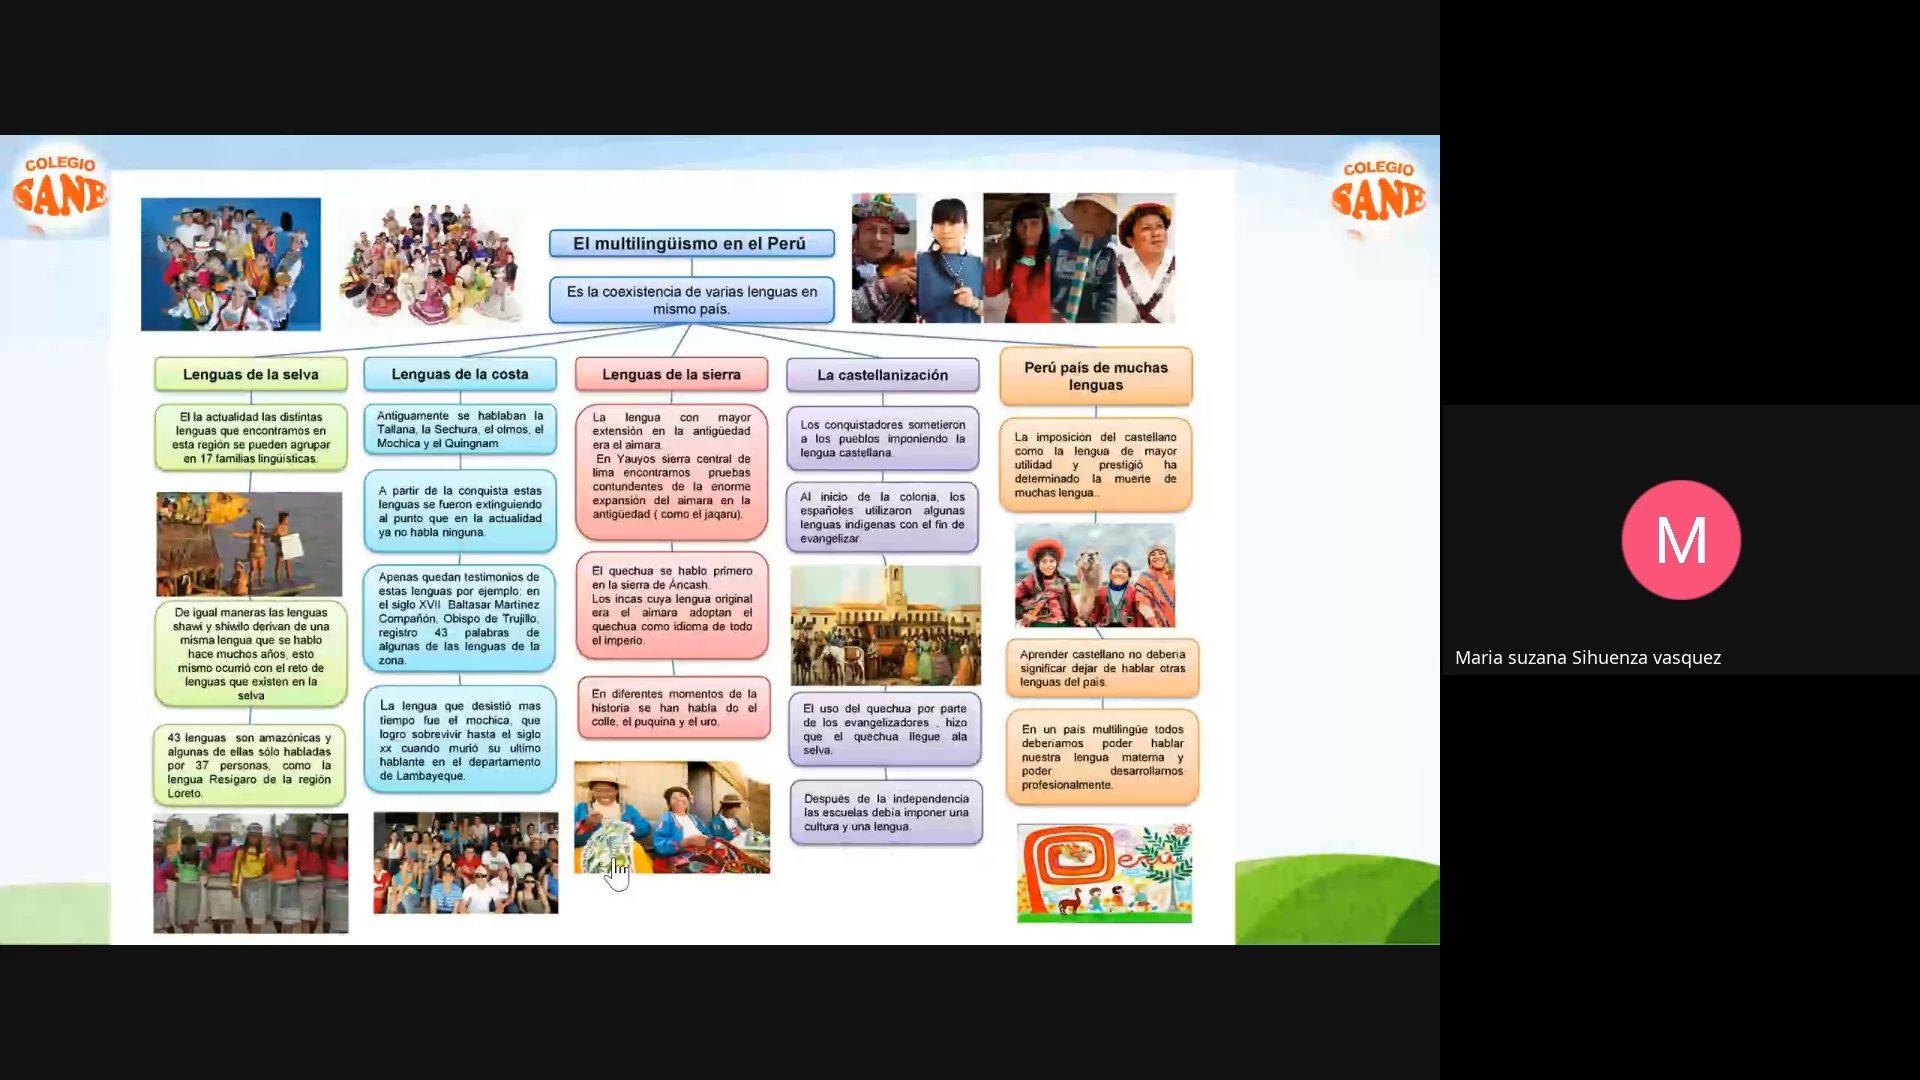 COLEGIO
SANE
COLEGIO
SANE
El multilingüismo en el Perú
Es la coexistencia de varias lenguas en
mismo país.
Lenguas de la selva
El la actualidad las distintas
lenguas que encontramos en
esta región se pueden agrupar
en 17 familias lingüísticas.
De igual maneras las lenguas
shawi y shiwilo derivan de una
misma lengua que se hablo
hace muchos años, esto
mismo ocurrió con el reto de
lenguas que existen en la
selva
43 lenguas son amazónicas y
algunas de ellas sólo habladas
por 37 personas, como la
lengua Resigaro de la región
Loreto.
Lenguas de la costa
Antiguamente se hablaban la
Tallana, la Sechura, el olmos, el
Mochica y el Quingnam
A partir de la conquista estas
lenguas se fueron extinguiendo
al punto que en la actualidad
ya no habla ninguna.
Apenas quedan testimonios de
estas lenguas por ejemplo: en
el siglo XVII Baltasar Martínez
Compañón, Obispo de Trujillo,
registro 43 palabras de
algunas de las lenguas de la
zona.
La lengua que desistió mas
tiempo fue el mochica, que
logro sobrevivir hasta el siglo
xx cuando murió su ultimo
hablante en el departamento
de Lambayeque.
Lenguas de la sierra
La lengua con mayor
extensión en la antigüedad
era el aimara.
En Yauyos sierra central de
lima encontramos pruebas
contundentes de la enorme
expansión del aimara en la
antigüedad ( como el jaqaru).
El quechua se hablo primero
en la sierra de Áncash.
Los incas cuya lengua original
era el aimara adoptan el
quechua como idioma de todo
el imperio.
En diferentes momentos de la
historia se han habla do el
colle, el puquina y el uro.
La castellanización
Los conquistadores sometieron
a los pueblos imponiendo la
lengua castellana.
Al inicio de la colonia, los
españoles utilizaron algunas
lenguas indígenas con el fin de
evangelizar.
El uso del quechua por parte
de los evangelizadores , hizo
que el quechua llegue ala
selva.
Después de la independencia
las escuelas debía imponer una
cultura y una lengua.
Perú país de muchas
lenguas
La imposición del castellano
como la lengua de mayor
utilidad y prestigió ha
determinado la muerte de
muchas lengua..
Aprender castellano no debería
significar dejar de hablar otras
lenguas del país.
En un país multilingüe todos
deberíamos poder hablar
nuestra lengua materna y
poder desarrollarnos
profesionalmente.
Perú
M
Maria suzana Sihuenza vasquez